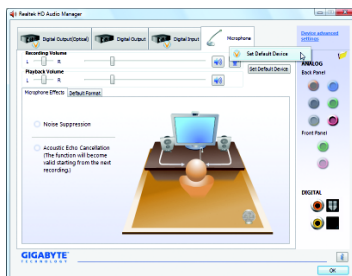 Realtek HD Audio Manager
Digital Output(Optical)
Digital Output
Digital Input
Microphone
Device advanced settings
Set Default Device
Recording Volume
L
R
Set Default Device
Playback Volume
L
R
Microphone Effects
Default Format
Noise Suppression
Acoustic Echo Cancellation
(The function will become
valid starting from the next
recording.)
ANALOG
Back Panel
Front Panel
DIGITAL
GIGABYTE
TECHNOLOGY
OK